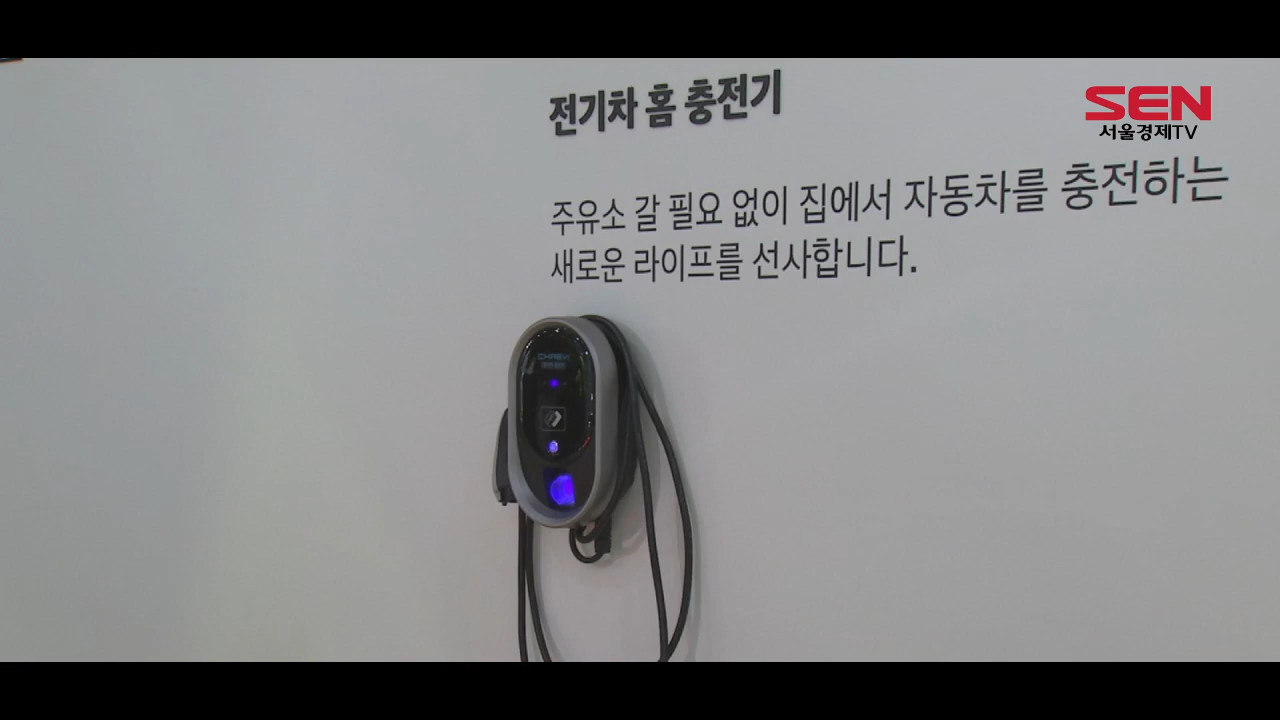 전기차 홈 충전기
SEN
서울경제TV
주유소 갈 필요 없이 집에서 자동차를 충전하는
새로운 라이프를 선사합니다.
CHAEVI